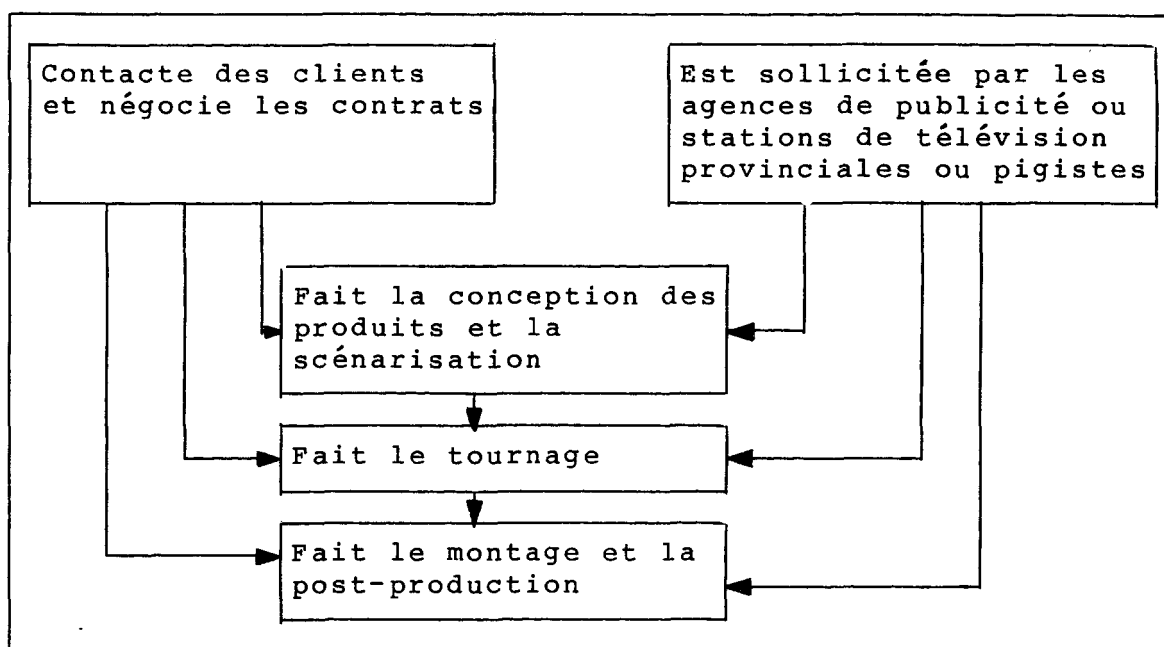 Contacte des clients
et négocie les contrats
Est sollicitée par les
agences de publicité ou
stations de télévision
provinciales ou pigistes
Fait la conception des
produits et la
scénarisation
Fait le tournage
Fait le montage et la
post-production